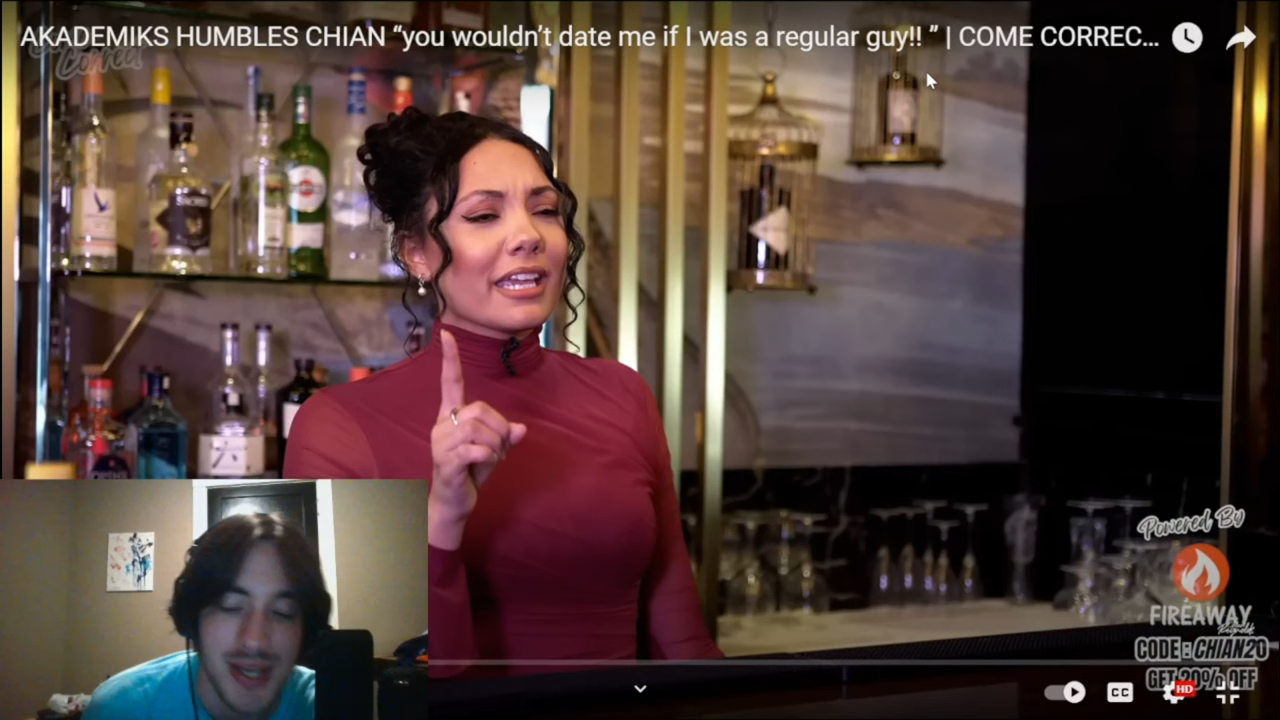 AKADEMIKS HUMBLES CHIAN “you wouldn’t date me if I was a regular guy!! ” | COME CORREC...
Correct
Powered By
FIREAWAY
CODE: CHIAN20
GET 20% OFF
CC
HD